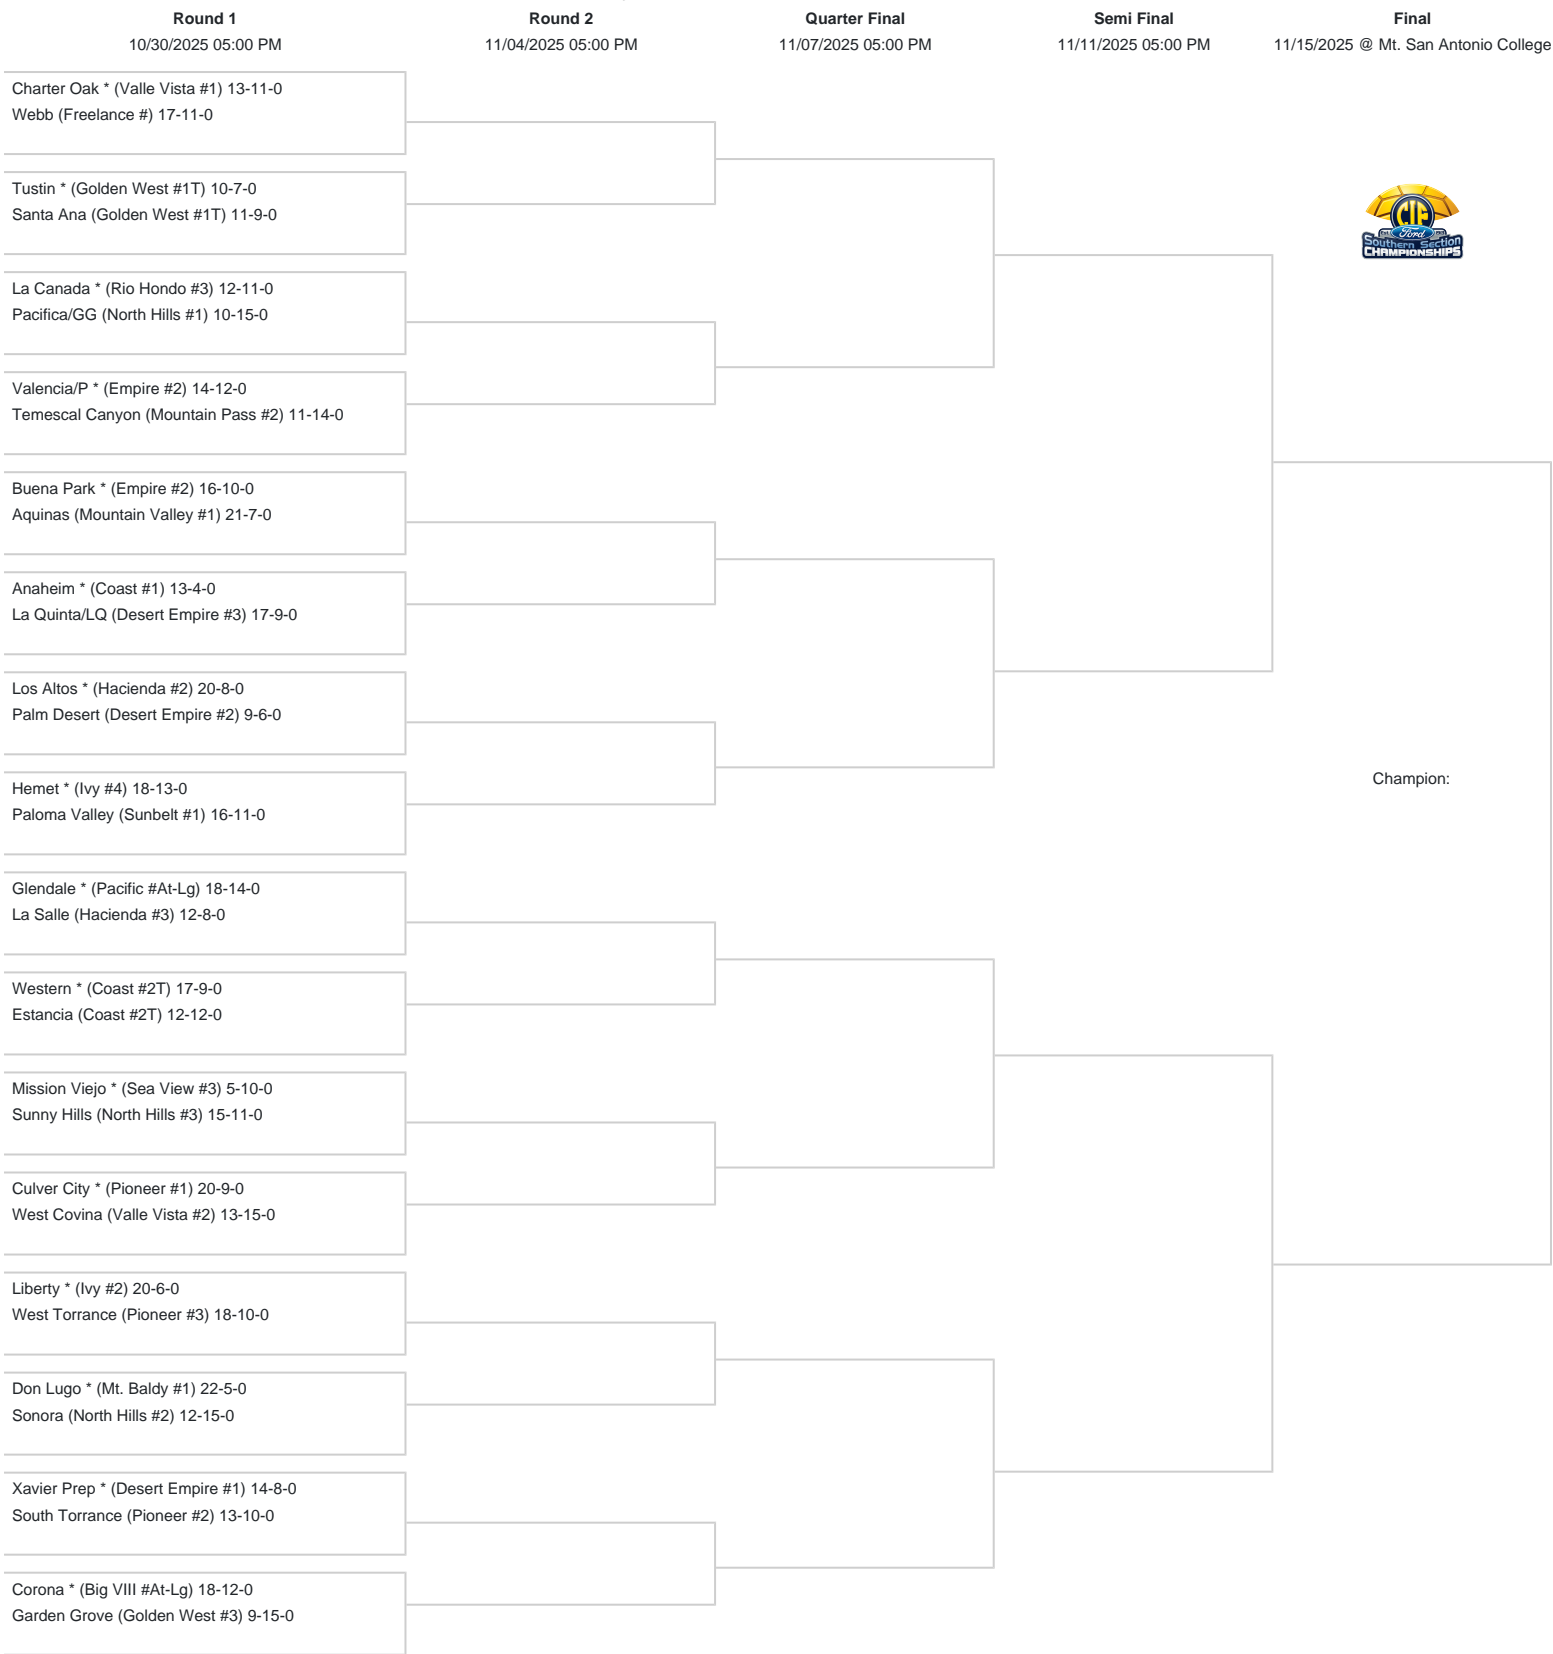 Round 1
Round 2
Quarter Final
Semi Final
Final
10/30/2025 05:00 PM
11/04/2025 05:00 PM
11/07/2025 05:00 PM
11/11/2025 05:00 PM
11/15/2025 @ Mt. San Antonio College
Charter Oak * (Valle Vista #1) 13-11-0
Webb (Freelance #) 17-11-0
Tustin * (Golden West #1T) 10-7-0
Santa Ana (Golden West #1T) 11-9-0
CIF
Ford
Southern Section
CHAMPIONSHIPS
La Canada * (Rio Hondo #3) 12-11-0
Pacifica/GG (North Hills #1) 10-15-0
Valencia/P * (Empire #2) 14-12-0
Temescal Canyon (Mountain Pass #2) 11-14-0
Buena Park * (Empire #2) 16-10-0
Aquinas (Mountain Valley #1) 21-7-0
Anaheim * (Coast #1) 13-4-0
La Quinta/LQ (Desert Empire #3) 17-9-0
Los Altos * (Hacienda #2) 20-8-0
Palm Desert (Desert Empire #2) 9-6-0
Hemet * (Ivy #4) 18-13-0
Paloma Valley (Sunbelt #1) 16-11-0
Champion:
Glendale * (Pacific #At-Lg) 18-14-0
La Salle (Hacienda #3) 12-8-0
Western * (Coast #2T) 17-9-0
Estancia (Coast #2T) 12-12-0
Mission Viejo * (Sea View #3) 5-10-0
Sunny Hills (North Hills #3) 15-11-0
Culver City * (Pioneer #1) 20-9-0
West Covina (Valle Vista #2) 13-15-0
Liberty * (Ivy #2) 20-6-0
West Torrance (Pioneer #3) 18-10-0
Don Lugo * (Mt. Baldy #1) 22-5-0
Sonora (North Hills #2) 12-15-0
Xavier Prep * (Desert Empire #1) 14-8-0
South Torrance (Pioneer #2) 13-10-0
Corona * (Big VIII #At-Lg) 18-12-0
Garden Grove (Golden West #3) 9-15-0